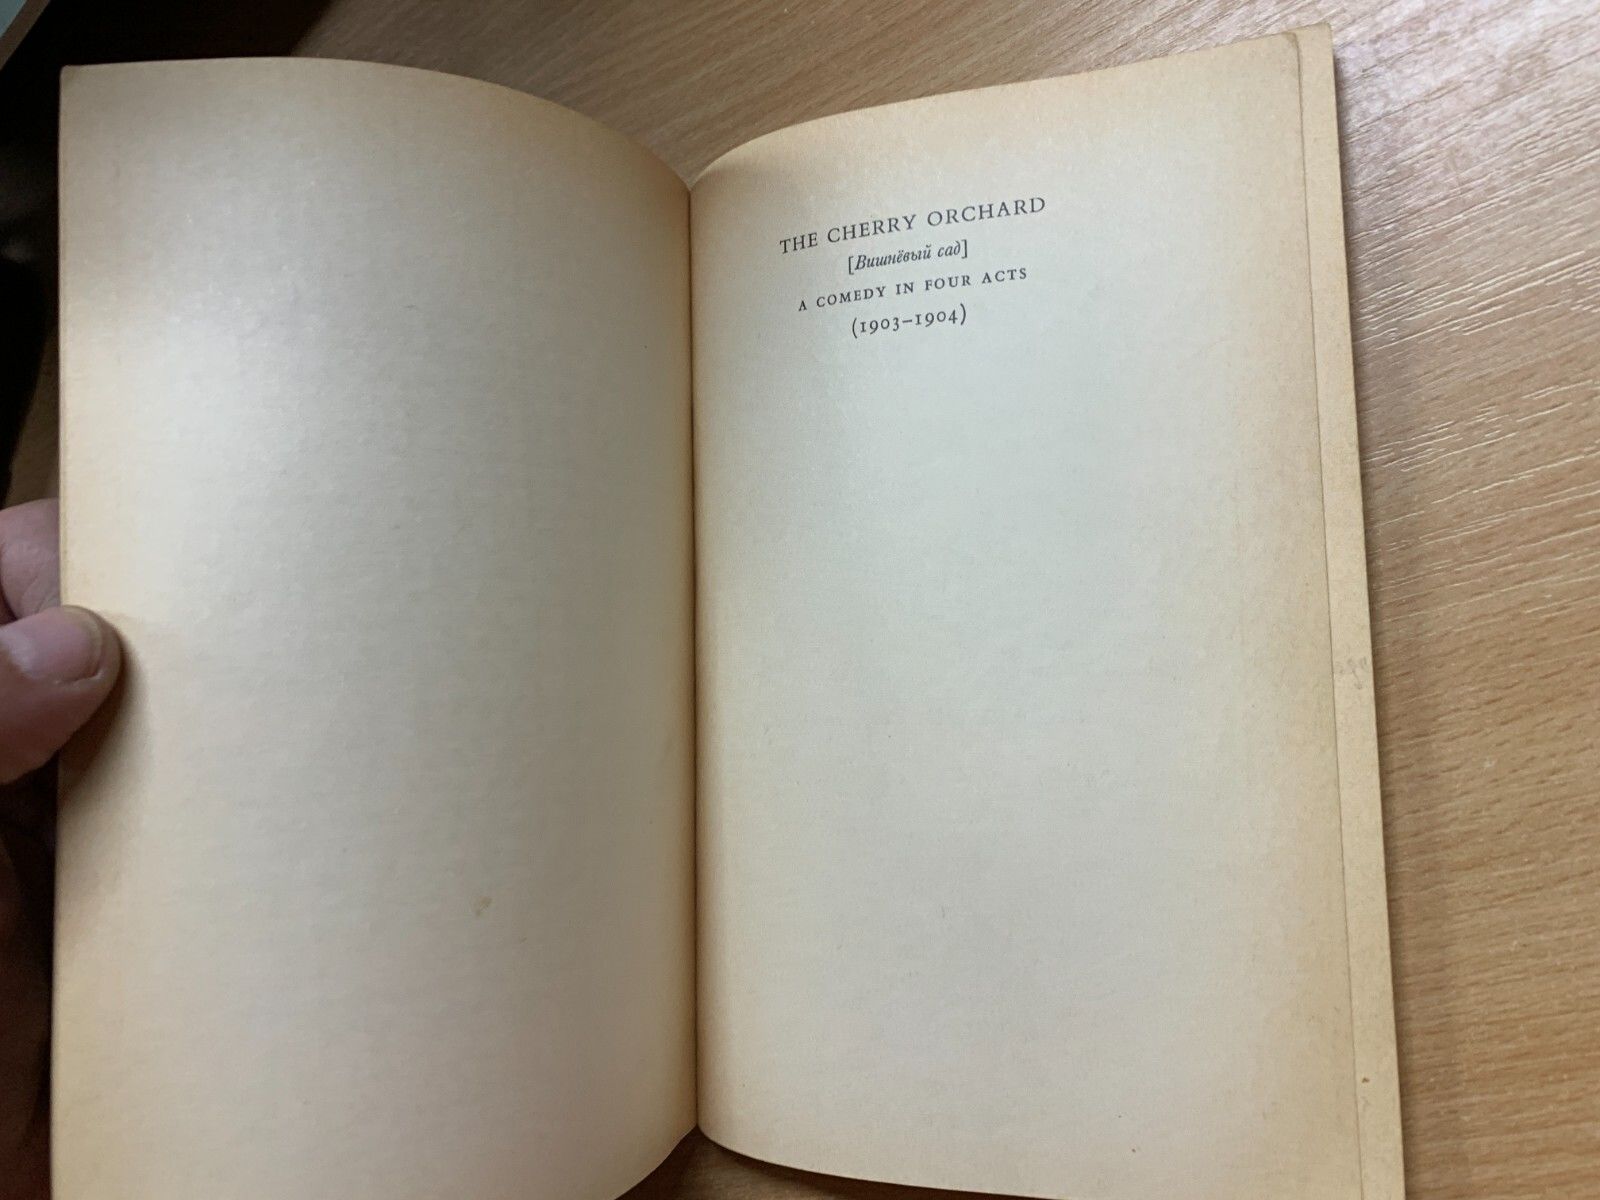 THE CHERRY ORCHARD
[Вишнёвый сад]
A COMEDY IN FOUR ACTS
(1903–1904)